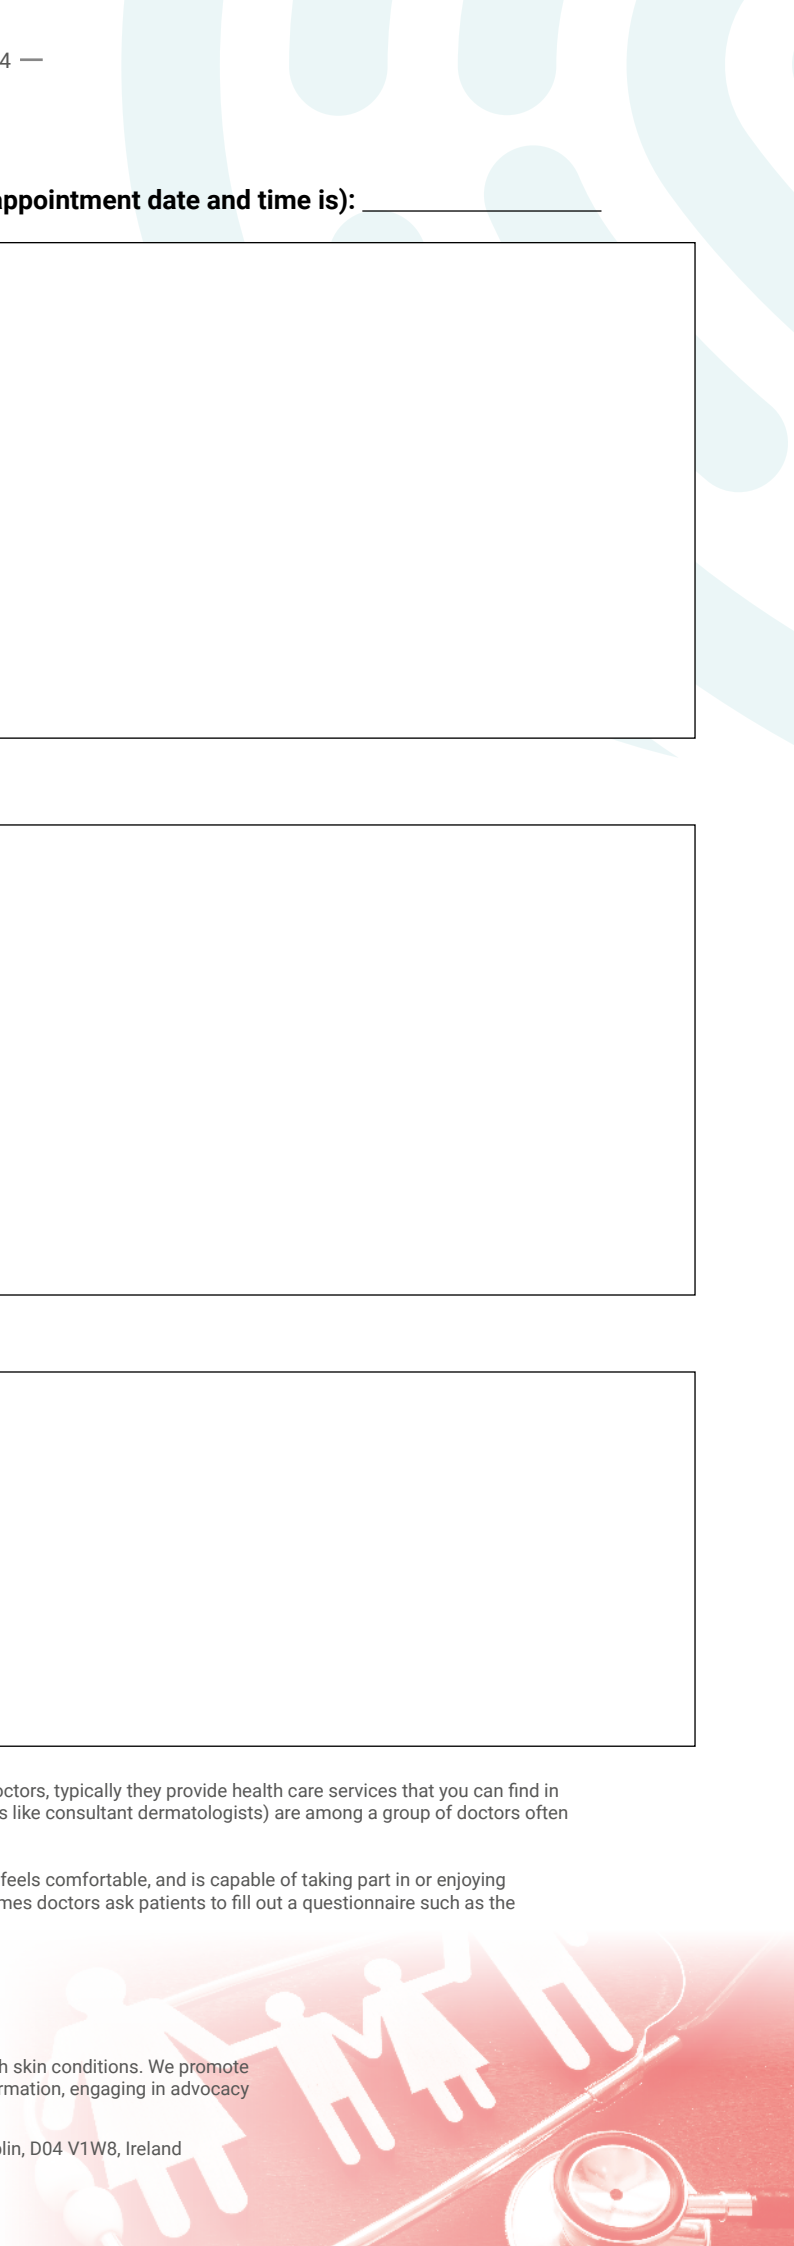 4 —
appointment date and time is): ___________________
octors, typically they provide health care services that you can find in
s like consultant dermatologists) are among a group of doctors often
feels comfortable, and is capable of taking part in or enjoying
mes doctors ask patients to fill out a questionnaire such as the
h skin conditions. We promote
rmation, engaging in advocacy
lin, D04 V1W8, Ireland